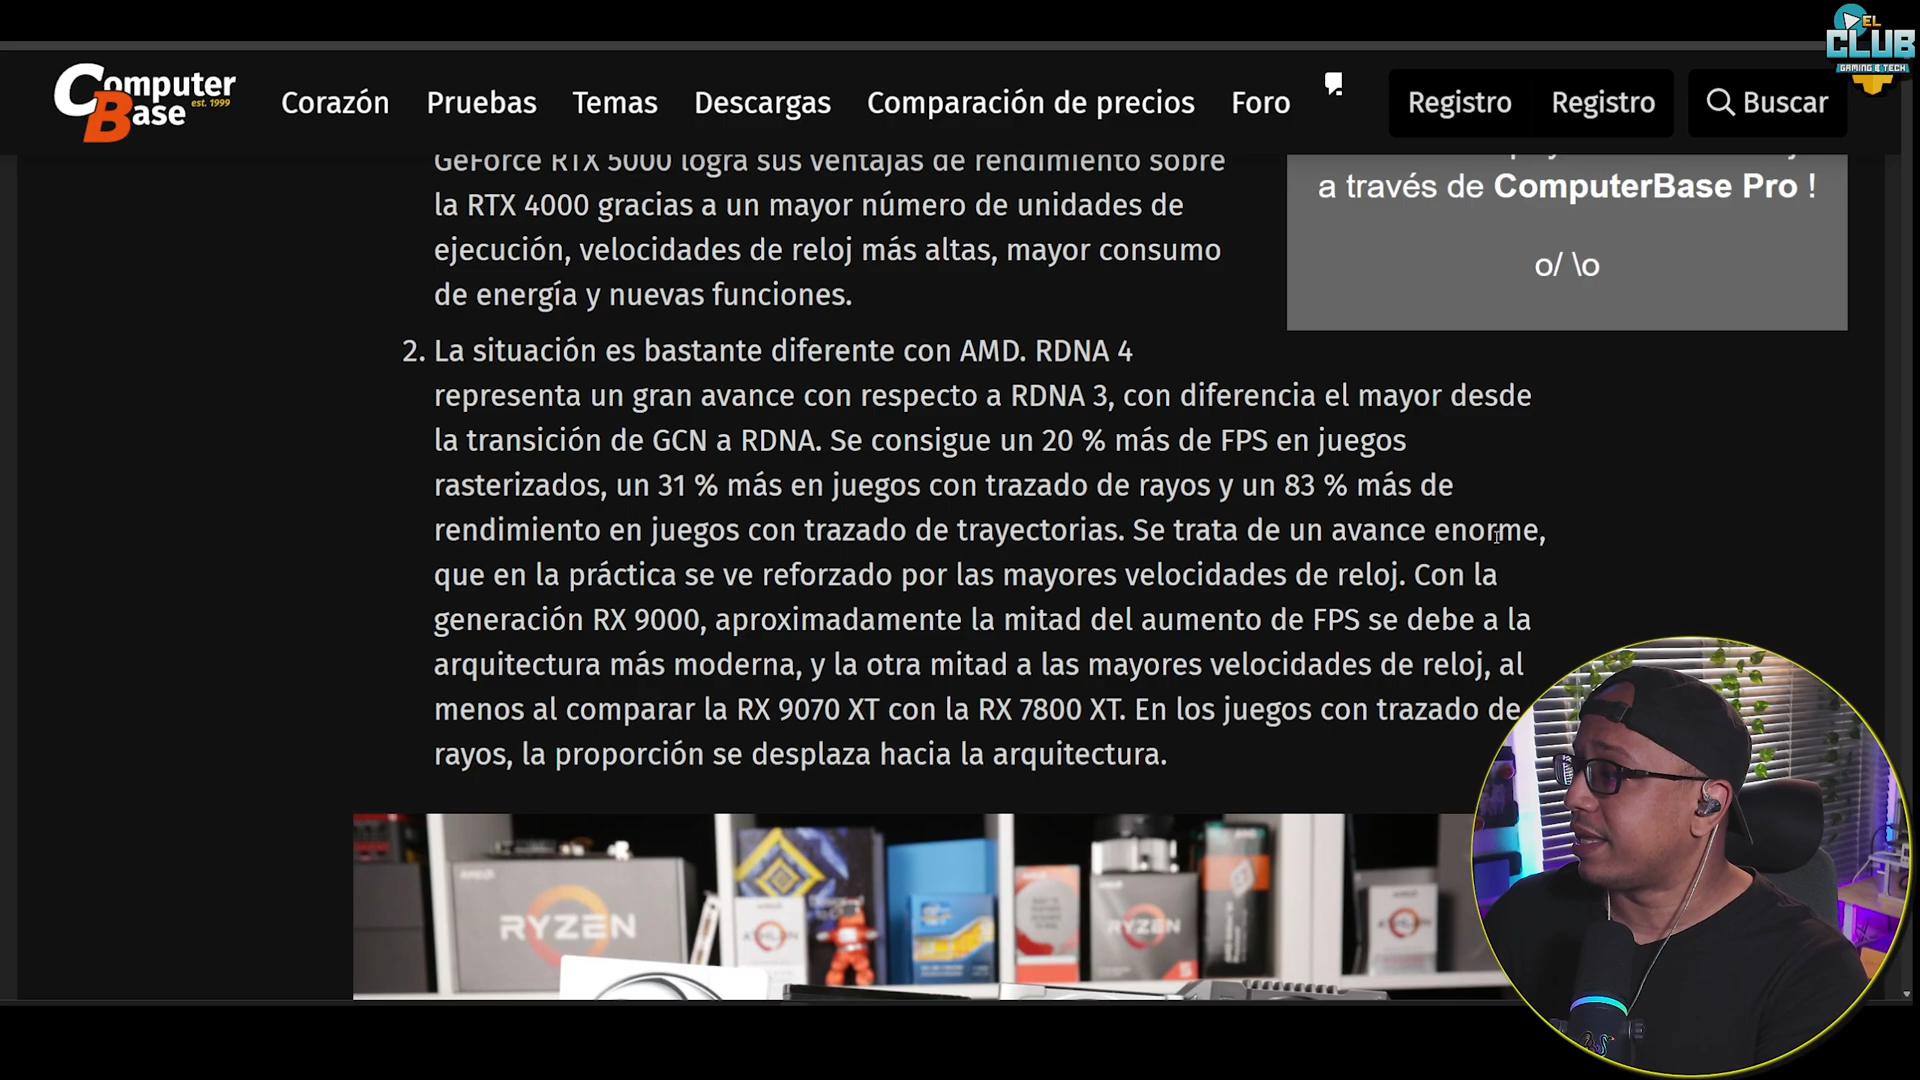 EL
CLUB
GAMING & TECH
Computer
Base
est. 1999
Corazón
Pruebas
Temas
Descargas
Comparación de precios
Foro
Registro
Registro
Buscar
GeForce RTX 5000 logra sus ventajas de rendimiento sobre
la RTX 4000 gracias a un mayor número de unidades de
ejecución, velocidades de reloj más altas, mayor consumo
de energía y nuevas funciones.
a través de ComputerBase Pro !
o/ \o
2. La situación es bastante diferente con AMD. RDNA 4
representa un gran avance con respecto a RDNA 3, con diferencia el mayor desde
la transición de GCN a RDNA. Se consigue un 20 % más de FPS en juegos
rasterizados, un 31 % más en juegos con trazado de rayos y un 83 % más de
rendimiento en juegos con trazado de trayectorias. Se trata de un avance enorme,
que en la práctica se ve reforzado por las mayores velocidades de reloj. Con la
generación RX 9000, aproximadamente la mitad del aumento de FPS se debe a la
arquitectura más moderna, y la otra mitad a las mayores velocidades de reloj, al
menos al comparar la RX 9070 XT con la RX 7800 XT. En los juegos con trazado de
rayos, la proporción se desplaza hacia la arquitectura.
RYZEN
ATHLON
RYZEN
ATHLON